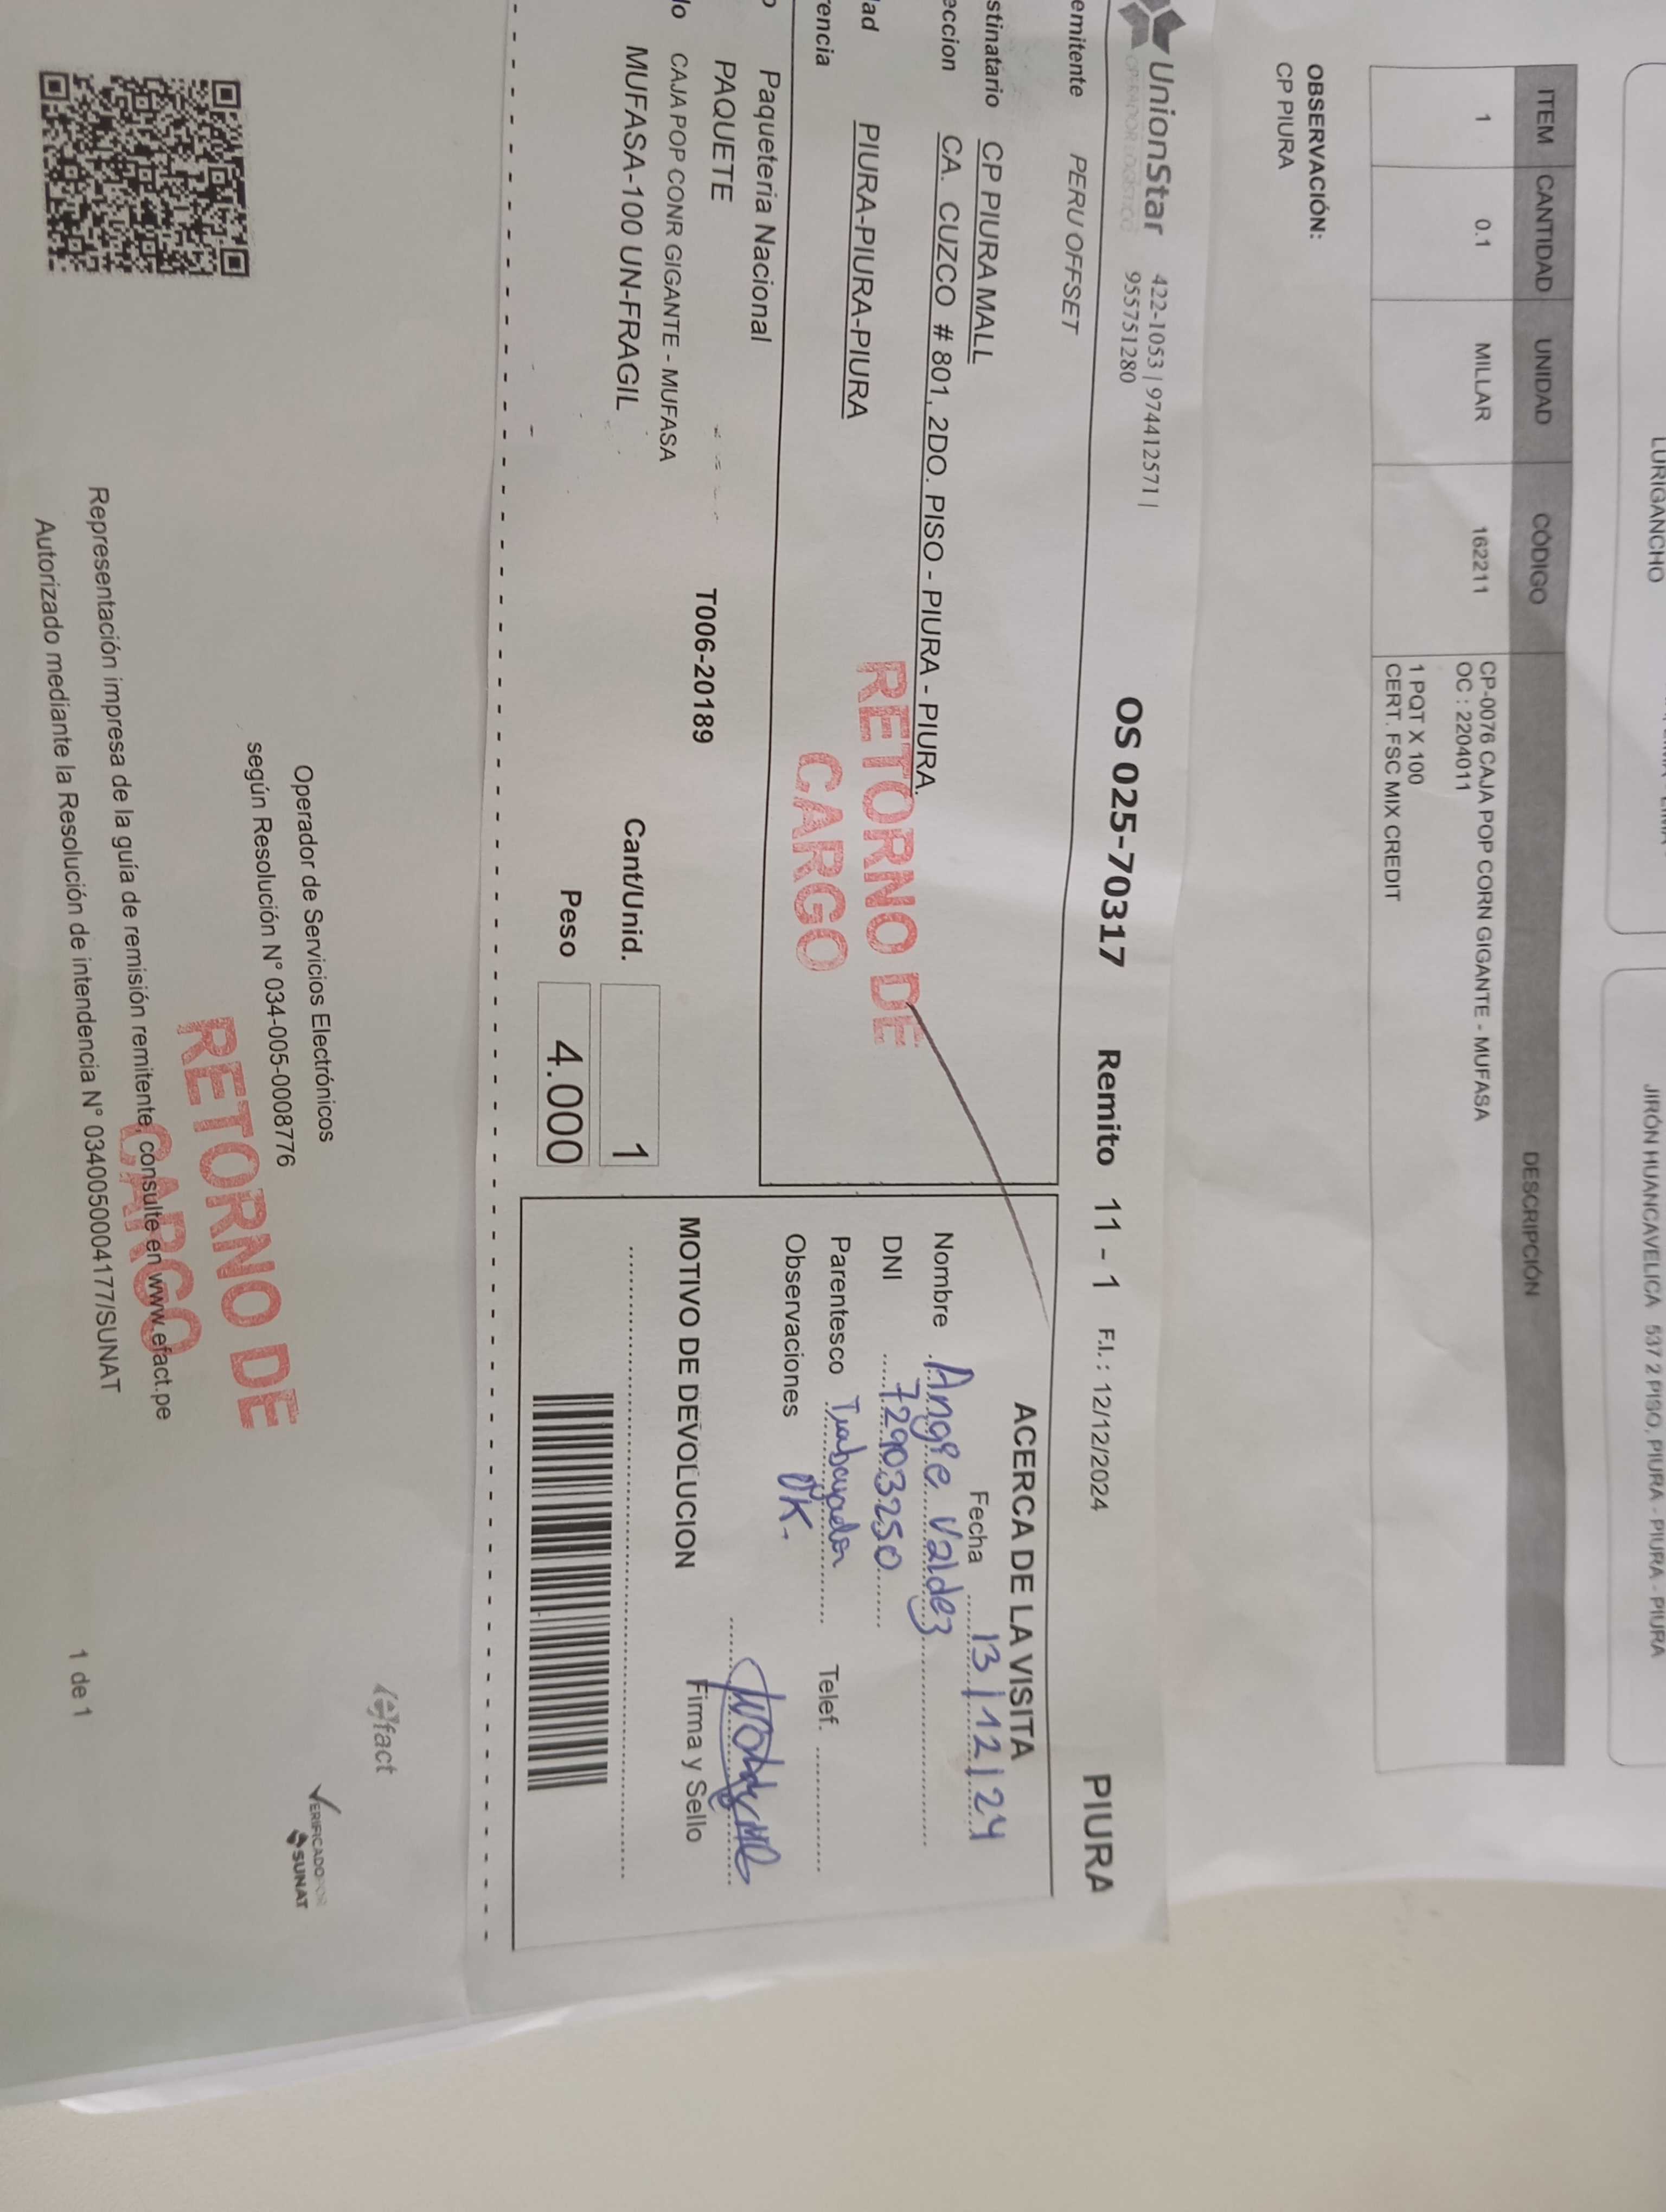 LURIGANCHO
JIRÓN HUANCAVELICA 537 2 PISO, PIURA - PIURA - PIURA
ITEM CANTIDAD UNIDAD CÓDIGO DESCRIPCIÓN
1 0.1 MILLAR 162211 CP-0076 CAJA POP CORN GIGANTE - MUFASA
OC : 2204011
1 PQT X 100
CERT. FSC MIX CREDIT
OBSERVACIÓN:
CP PIURA
UnionStar 422-1053 | 974412571 |
OPERADOR LOGISTICO 955751280
OS 025-70317 Remito 11 - 1 F.I. : 12/12/2024 PIURA
emitente PERU OFFSET
stinatario CP PIURA MALL
eccion CA. CUZCO # 801, 2DO. PISO - PIURA - PIURA.
ad PIURA-PIURA-PIURA
rencia
RETORNO DE
CARGO
Paqueteria Nacional
PAQUETE T006-20189
lo CAJA POP CONR GIGANTE - MUFASA
MUFASA-100 UN-FRAGIL
Cant/Unid. 1
Peso 4.000
ACERCA DE LA VISITA
Fecha 13/12/24
Nombre Angie Valdez
DNI 72903250
Parentesco Trabajador Telef.
Observaciones OK.
MOTIVO DE DEVOLUCION Firma y Sello
efact
VERIFICADO POR
SUNAT
Operador de Servicios Electrónicos
según Resolución N° 034-005-0008776
RETORNO DE
CARGO
Representación impresa de la guía de remisión remitente, consulte en www.efact.pe
Autorizado mediante la Resolución de intendencia N° 0340050004177/SUNAT
1 de 1